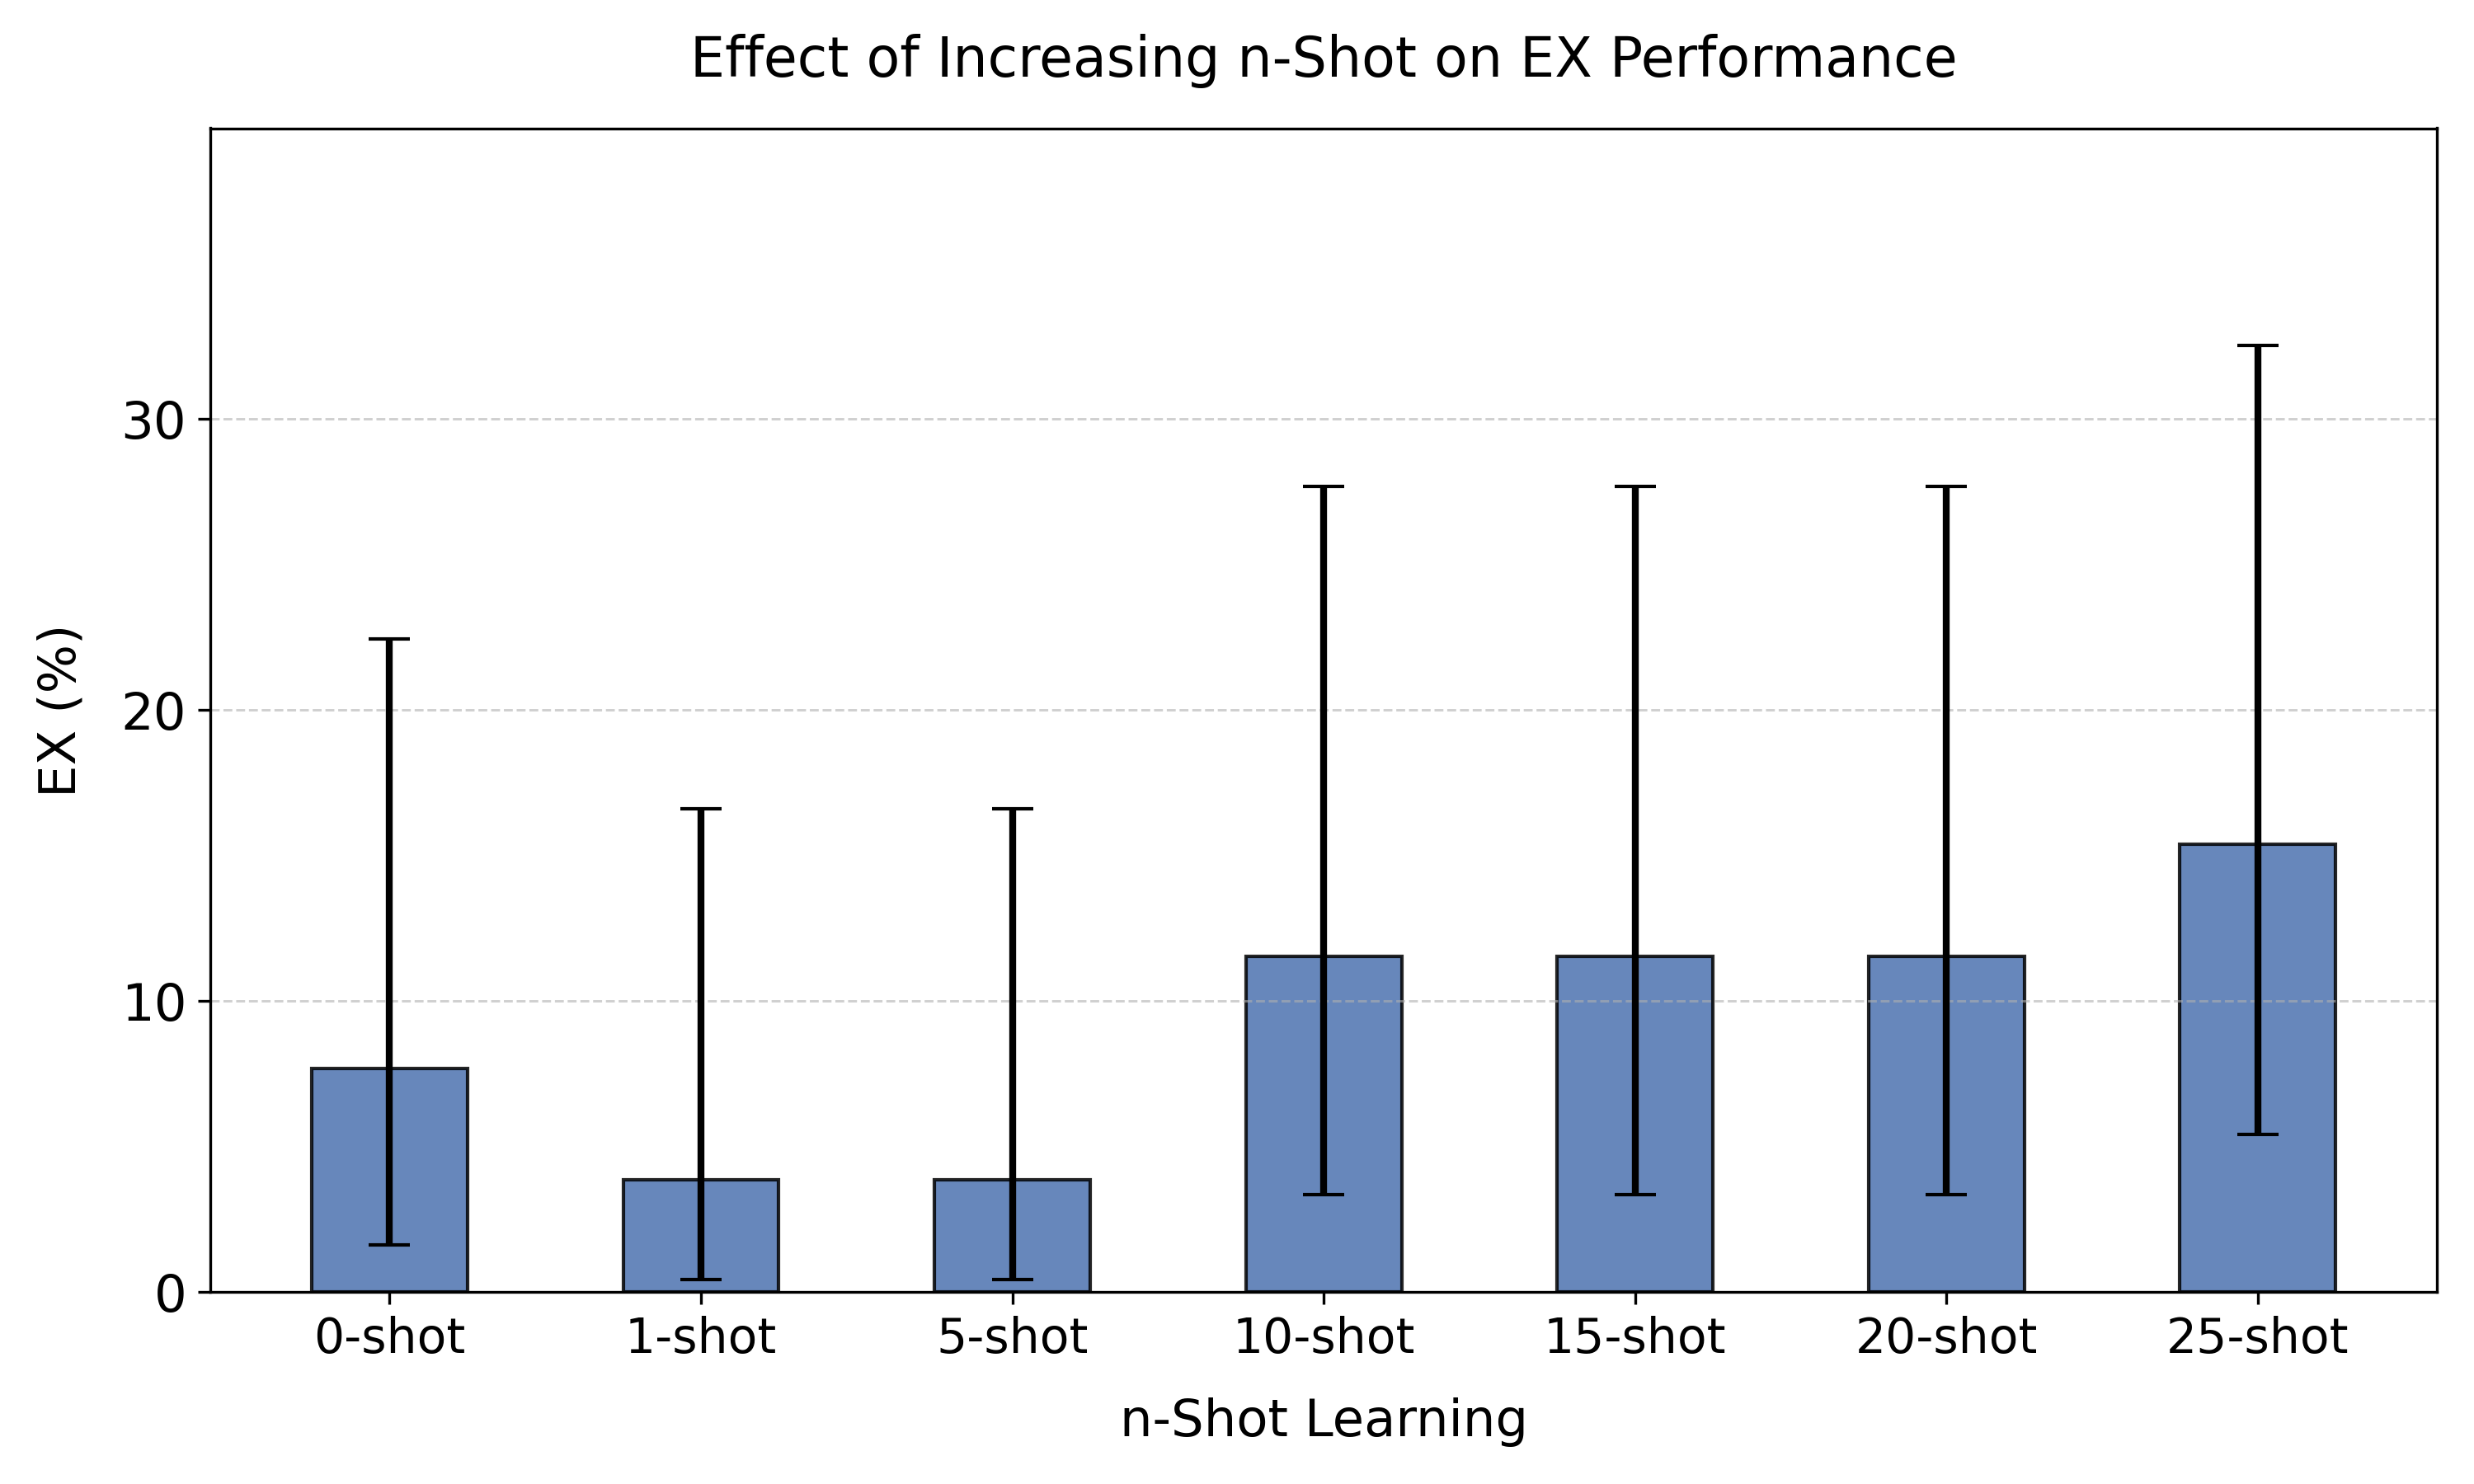 Effect of Increasing n-Shot on EX Performance
EX (%)
30
20
10
0
0-shot 1-shot 5-shot 10-shot 15-shot 20-shot 25-shot
n-Shot Learning